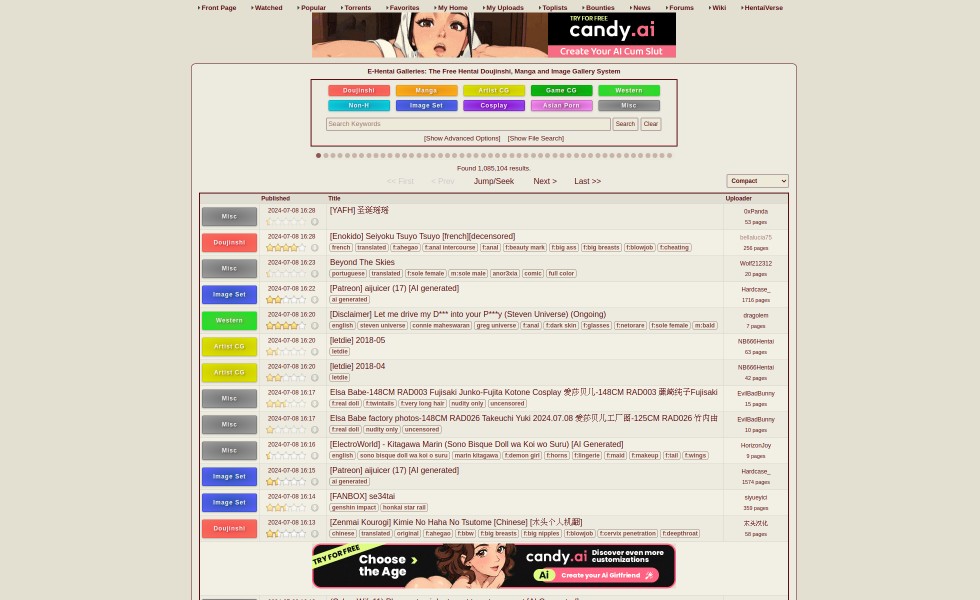 Front Page Watched Popular Torrents Favorites My Home My Uploads Toplists Bounties News Forums Wiki HentaiVerse
TRY FOR FREE
candy.ai
Create Your AI Cum Slut
E-Hentai Galleries: The Free Hentai Doujinshi, Manga and Image Gallery System
Doujinshi Manga Artist CG Game CG Western
Non-H Image Set Cosplay Asian Porn Misc
Search Keywords Search Clear
[Show Advanced Options] [Show File Search]
Found 1,085,104 results.
<< First < Prev Jump/Seek Next > Last >> Compact
Published Title Uploader
Misc 2024-07-08 16:28 [YAFH] 圣诞瑶瑶 0xPanda
53 pages
Doujinshi 2024-07-08 16:28 [Enokido] Seiyoku Tsuyo Tsuyo [french][decensored] bellalucia75
french translated f:ahegao f:anal intercourse f:anal f:beauty mark f:big ass f:big breasts f:blowjob f:cheating 256 pages
Misc 2024-07-08 16:23 Beyond The Skies Wolf212312
portuguese translated f:sole female m:sole male anor3xia comic full color 20 pages
Image Set 2024-07-08 16:22 [Patreon] aijuicer (17) [AI generated] Hardcase_
ai generated 1716 pages
Western 2024-07-08 16:20 [Disclaimer] Let me drive my D*** into your P***y (Steven Universe) (Ongoing) dragolem
english steven universe connie maheswaran greg universe f:anal f:dark skin f:glasses f:netorare f:sole female m:bald 7 pages
Artist CG 2024-07-08 16:20 [letdie] 2018-05 NB666Hentai
letdie 63 pages
Artist CG 2024-07-08 16:20 [letdie] 2018-04 NB666Hentai
letdie 42 pages
Misc 2024-07-08 16:17 Elsa Babe-148CM RAD003 Fujisaki Junko-Fujita Kotone Cosplay 爱莎贝儿-148CM RAD003 藤崎纯子Fujisaki EvilBadBunny
f:real doll f:twintails f:very long hair nudity only uncensored 15 pages
Misc 2024-07-08 16:17 Elsa Babe factory photos-148CM RAD026 Takeuchi Yuki 2024.07.08 爱莎贝儿工厂图-125CM RAD026 竹内由 EvilBadBunny
f:real doll nudity only uncensored 10 pages
Misc 2024-07-08 16:16 [ElectroWorld] - Kitagawa Marin (Sono Bisque Doll wa Koi wo Suru) [AI Generated] HorizonJoy
english sono bisque doll wa koi o suru marin kitagawa f:demon girl f:horns f:lingerie f:maid f:makeup f:tail f:wings 9 pages
Image Set 2024-07-08 16:15 [Patreon] aijuicer (17) [AI generated] Hardcase_
ai generated 1574 pages
Image Set 2024-07-08 16:14 [FANBOX] se34tai siyueyici
genshin impact honkai star rail 359 pages
Doujinshi 2024-07-08 16:13 [Zenmai Kourogi] Kimie No Haha No Tsutome [Chinese] [木头个人机翻] 木头汉化
chinese translated original f:ahegao f:bbw f:big breasts f:big nipples f:blowjob f:cervix penetration f:deepthroat 58 pages
TRY FOR FREE
Choose the Age
candy.ai
Discover even more customizations
Ai Create your AI Girlfriend